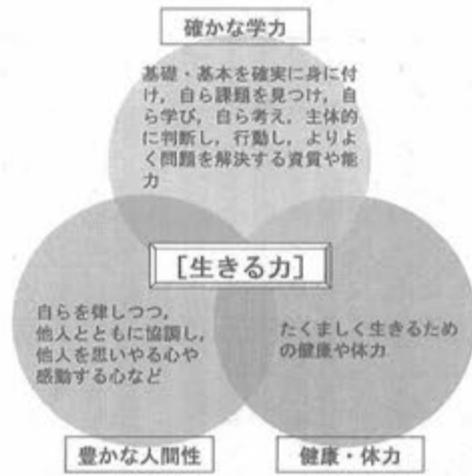 確かな学力
基礎・基本を確実に身に付
け，自ら課題を見つけ，自
ら学び，自ら考え，主体的
に判断し，行動し，よりよ
く問題を解決する資質や能
力
［生きる力］
自らを律しつつ，
他人とともに協調し，
他人を思いやる心や
感動する心など
たくましく生きるため
の健康や体力
豊かな人間性
健康・体力